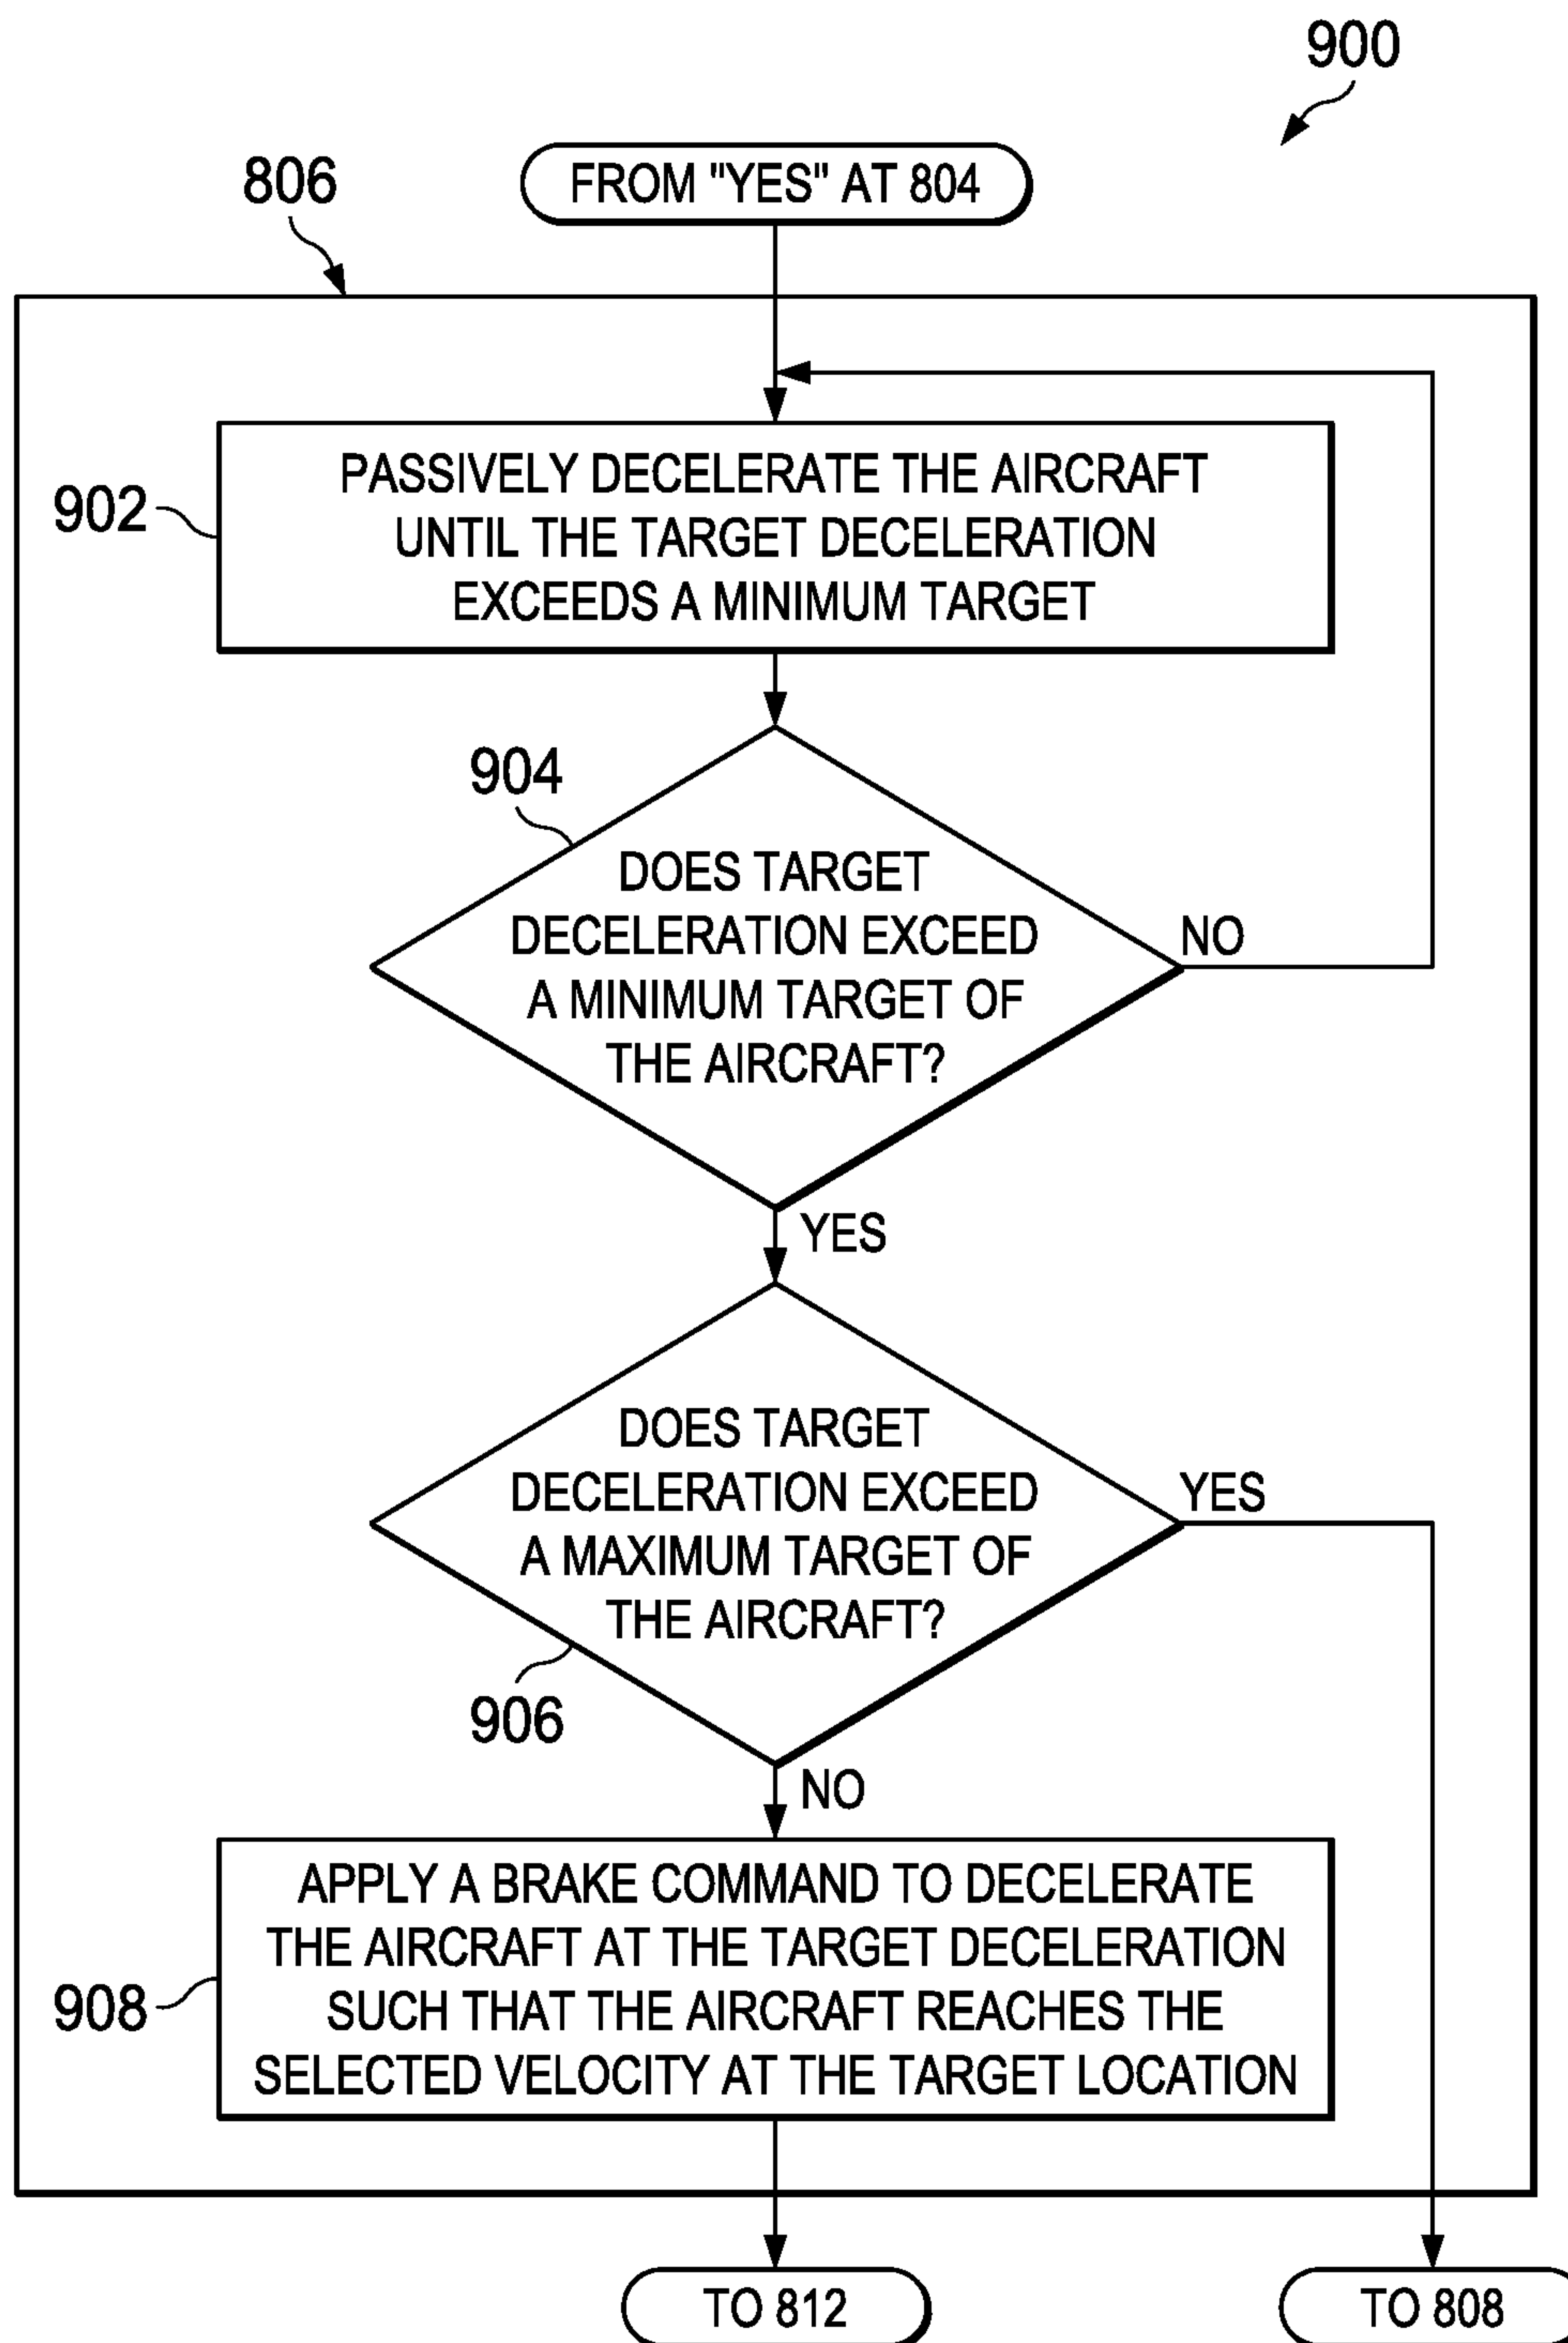 900
806
FROM "YES" AT 804
902
PASSIVELY DECELERATE THE AIRCRAFT
UNTIL THE TARGET DECELERATION
EXCEEDS A MINIMUM TARGET
904
DOES TARGET
DECELERATION EXCEED
A MINIMUM TARGET OF
THE AIRCRAFT?
NO
YES
DOES TARGET
DECELERATION EXCEED
A MAXIMUM TARGET OF
THE AIRCRAFT?
YES
906
NO
908
APPLY A BRAKE COMMAND TO DECELERATE
THE AIRCRAFT AT THE TARGET DECELERATION
SUCH THAT THE AIRCRAFT REACHES THE
SELECTED VELOCITY AT THE TARGET LOCATION
TO 812
TO 808